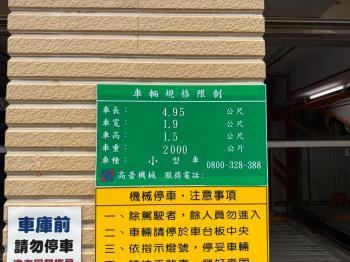 車輛規格限制
車長： 4.95 公尺
車寬： 1.9 公尺
車高： 1.5 公尺
車重： 2000 公斤
車種： 小型車 0800-328-388
高普機械 服務電話：
機械停車·注意事項
一、除駕駛者，餘人員勿進入
二、車輛請停於車台板中央
三、依指示燈號，停妥車輛
車庫前
請勿停車